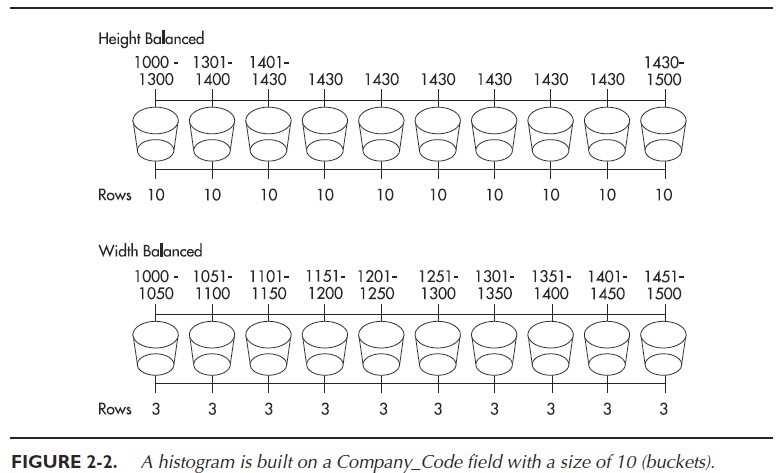 Height Balanced
1000 - 1301- 1401- 1430-
1300 1400 1430 1430 1430 1430 1430 1430 1430 1500
Rows 10 10 10 10 10 10 10 10 10 10
Width Balanced
1000 - 1051- 1101- 1151- 1201- 1251- 1301- 1351- 1401- 1451-
1050 1100 1150 1200 1250 1300 1350 1400 1450 1500
Rows 3 3 3 3 3 3 3 3 3 3
FIGURE 2-2. A histogram is built on a Company_Code field with a size of 10 (buckets).